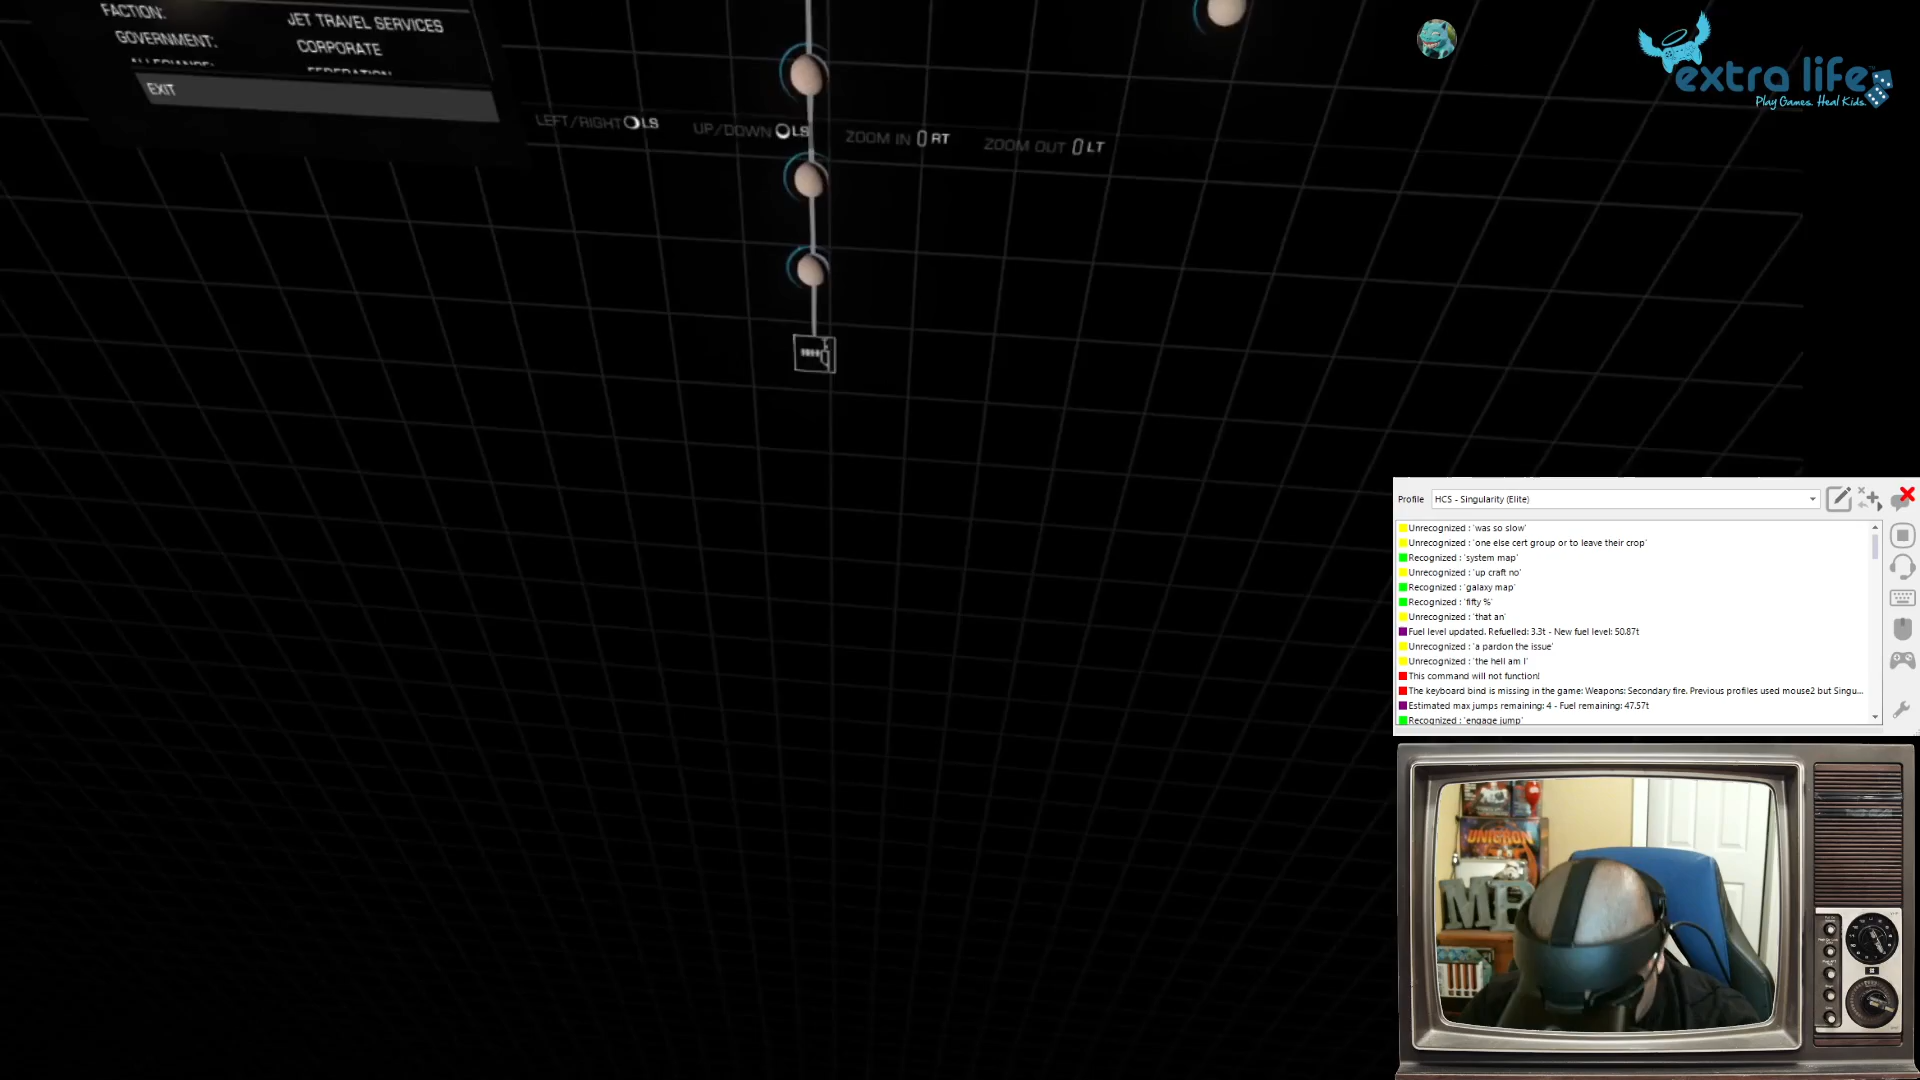 FACTION: JET TRAVEL SERVICES
GOVERNMENT: CORPORATE
ALLEGIANCE: FEDERATION
EXIT
LEFT/RIGHT LS UP/DOWN LS ZOOM IN RT ZOOM OUT LT
extra life
Play Games. Heal Kids.
Profile HCS - Singularity (Elite)
Unrecognized : 'was so slow'
Unrecognized : 'one else cert group or to leave their crop'
Recognized : 'system map'
Unrecognized : 'up craft no'
Recognized : 'galaxy map'
Recognized : 'fifty %'
Unrecognized : 'that an'
Fuel level updated. Refuelled: 3.3t - New fuel level: 50.87t
Unrecognized : 'a pardon the issue'
Unrecognized : 'the hell am I'
This command will not function!
The keyboard bind is missing in the game: Weapons: Secondary fire. Previous profiles used mouse2 but Singu...
Estimated max jumps remaining: 4 - Fuel remaining: 47.57t
Recognized : 'engage jump'
UNICRON
MB